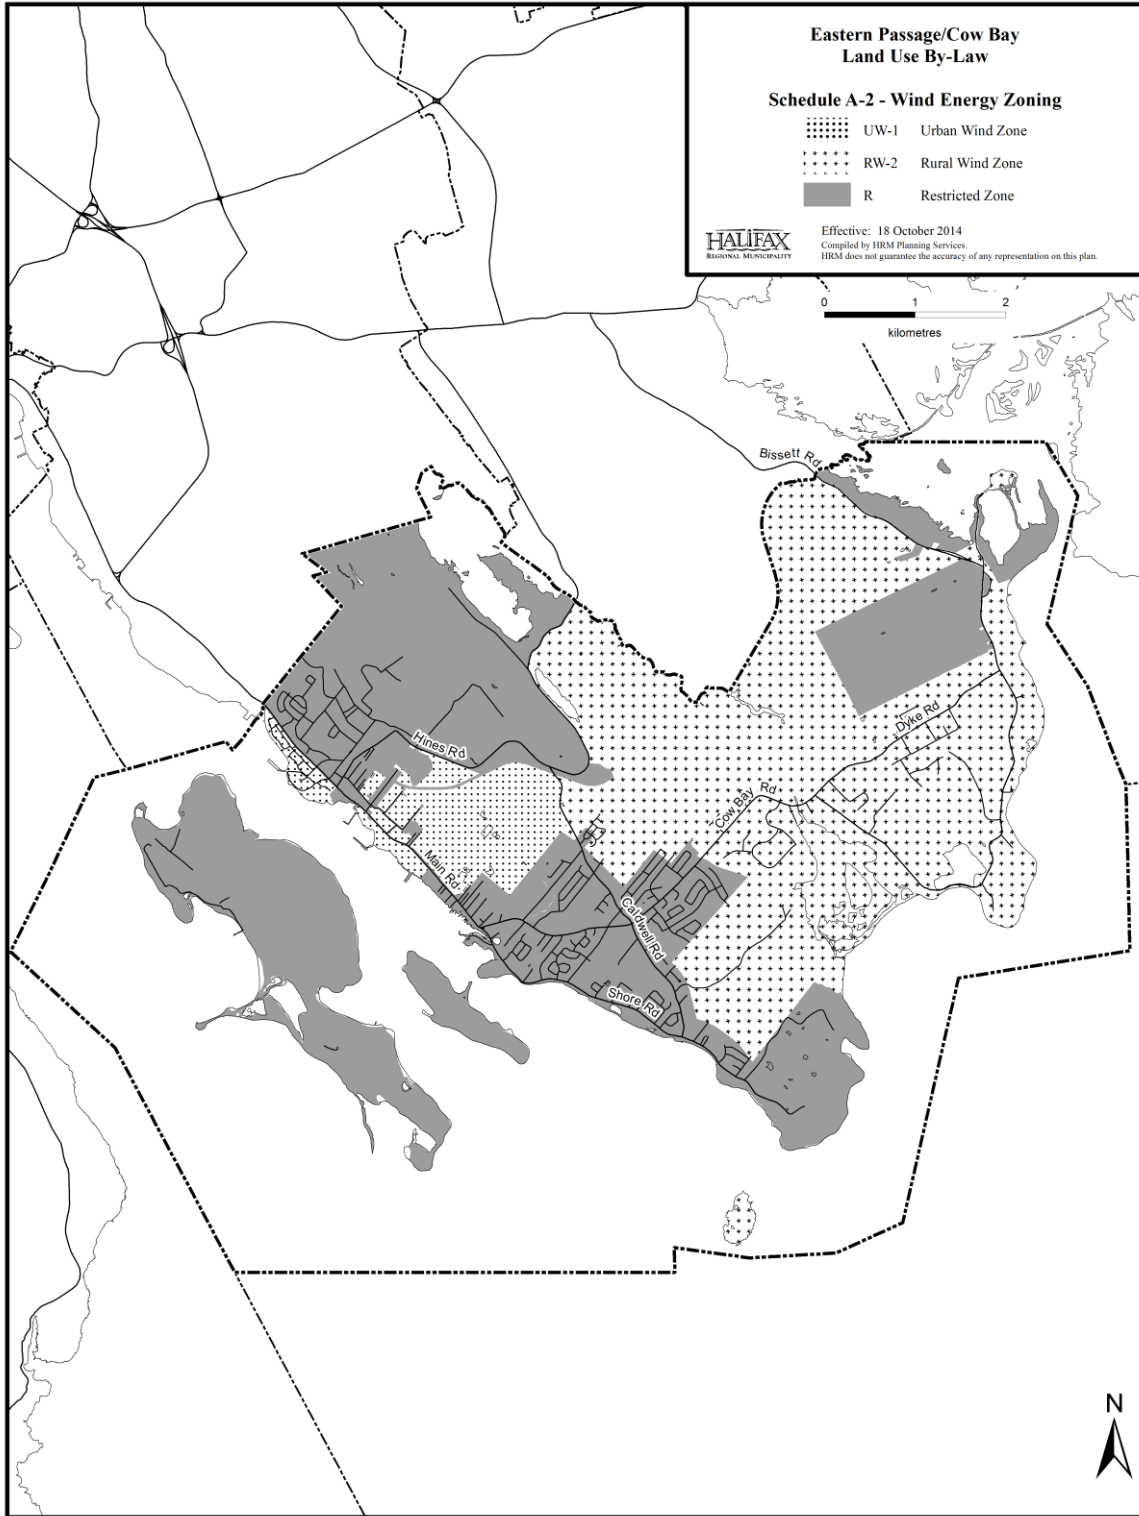 Eastern Passage/Cow Bay
Land Use By-Law
Schedule A-2 - Wind Energy Zoning
UW-1 Urban Wind Zone
RW-2 Rural Wind Zone
R Restricted Zone
HALIFAX
REGIONAL MUNICIPALITY
Effective: 18 October 2014
Compiled by HRM Planning Services.
HRM does not guarantee the accuracy of any representation on this plan.
0 1 2
kilometres
Bissett Rd
Dyke Rd
Hines Rd
Cow Bay Rd
Main Rd
Caldwell Rd
Shore Rd
N